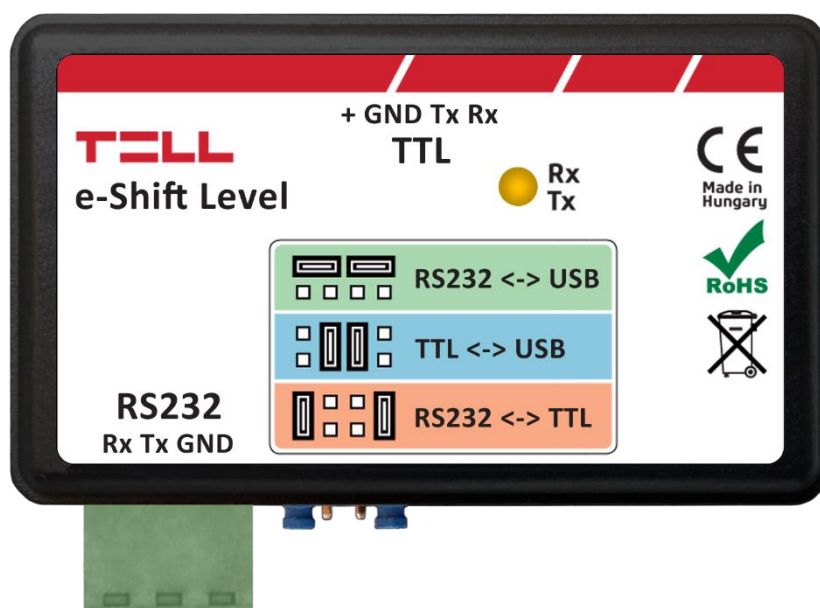 + GND Tx Rx
TTL
TELL
e-Shift Level
Rx
Tx
CE
Made in
Hungary
RoHS
RS232 <-> USB
TTL <-> USB
RS232 <-> TTL
RS232
Rx Tx GND